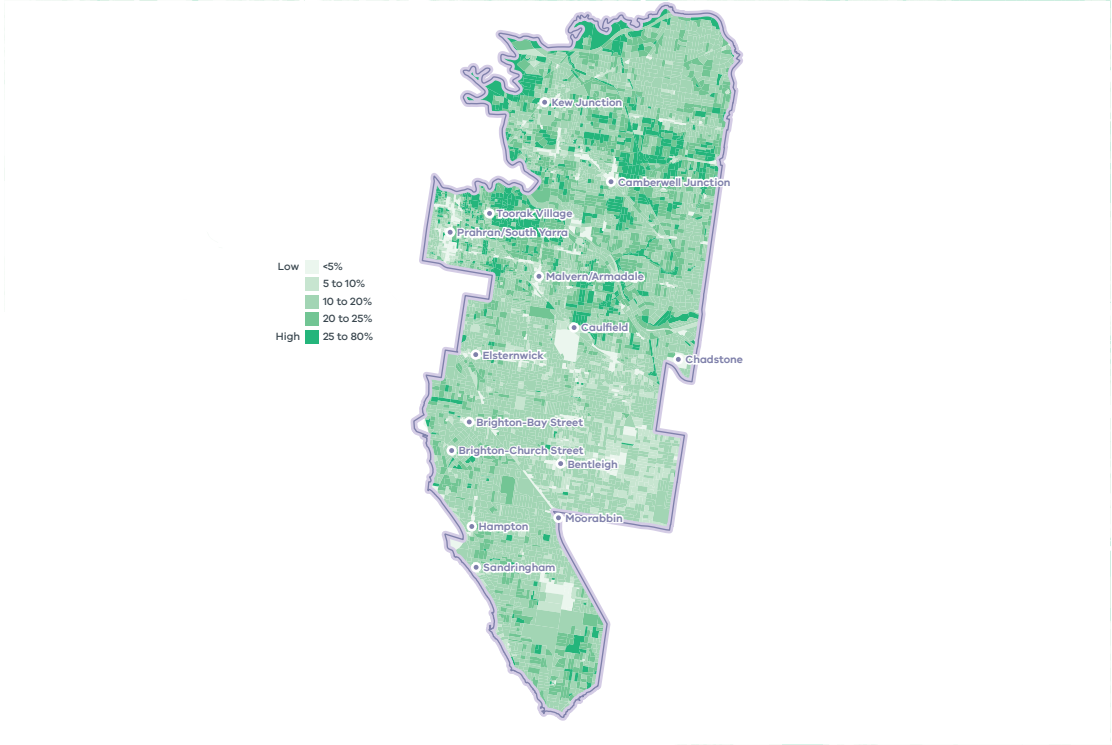 Kew Junction
Camberwell Junction
Toorak Village
Prahran/South Yarra
Low <5%
5 to 10%
10 to 20%
20 to 25%
High 25 to 80%
Malvern/Armadale
Caulfield
Elsternwick
Chadstone
Brighton-Bay Street
Brighton-Church Street
Bentleigh
Moorabbin
Hampton
Sandringham